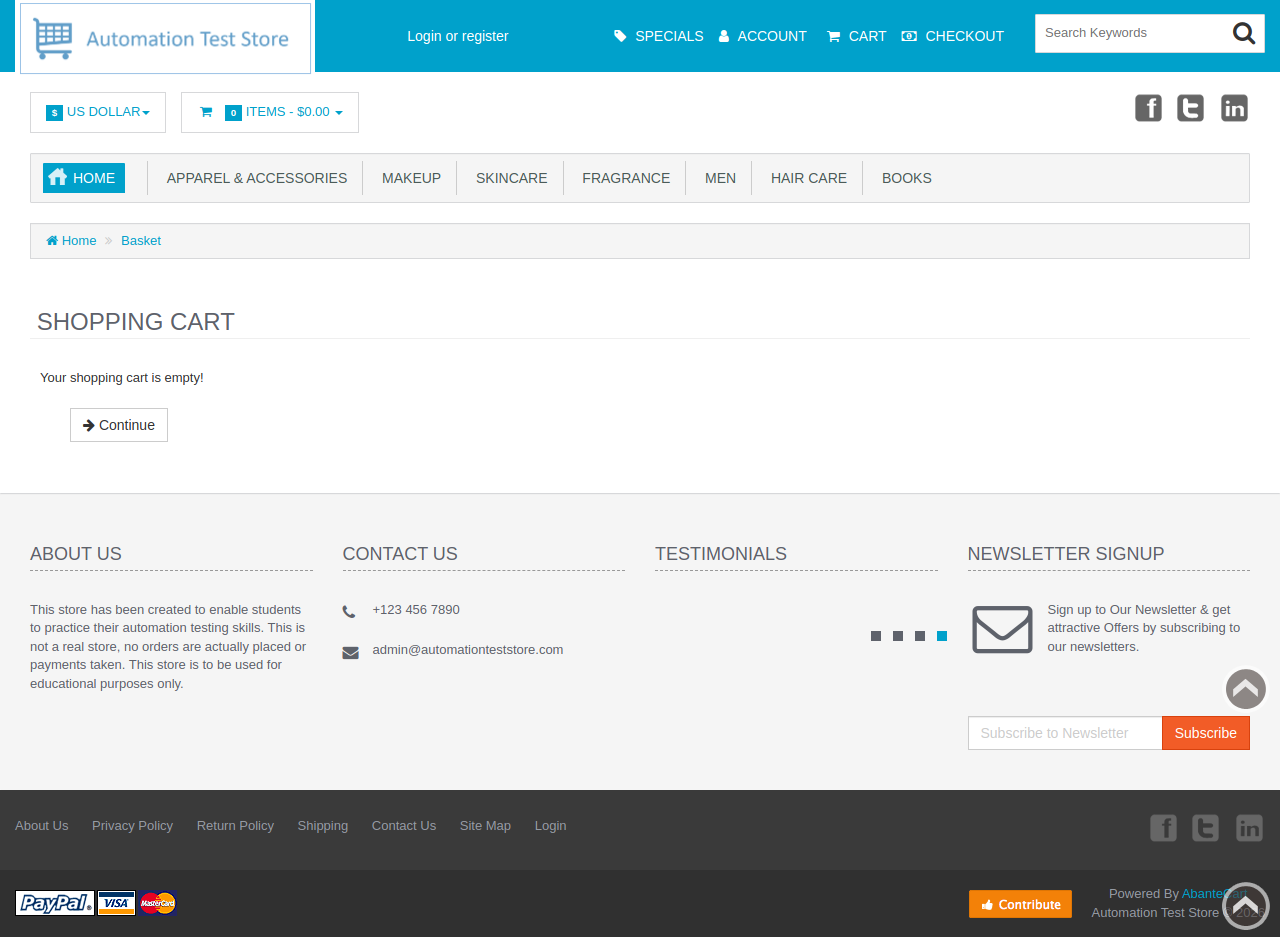 Automation Test Store
Login or register
SPECIALS
ACCOUNT
CART
CHECKOUT
Search Keywords
$ US DOLLAR
0 ITEMS - $0.00
HOME
APPAREL & ACCESSORIES
MAKEUP
SKINCARE
FRAGRANCE
MEN
HAIR CARE
BOOKS
Home
Basket
SHOPPING CART
Your shopping cart is empty!
Continue
ABOUT US
This store has been created to enable students
to practice their automation testing skills. This is
not a real store, no orders are actually placed or
payments taken. This store is to be used for
educational purposes only.
CONTACT US
+123 456 7890
admin@automationteststore.com
TESTIMONIALS
NEWSLETTER SIGNUP
Sign up to Our Newsletter & get
attractive Offers by subscribing to
our newsletters.
Subscribe to Newsletter
Subscribe
About Us
Privacy Policy
Return Policy
Shipping
Contact Us
Site Map
Login
PayPal
VISA
MasterCard
Contribute
Powered By AbanteCart
Automation Test Store © 2026